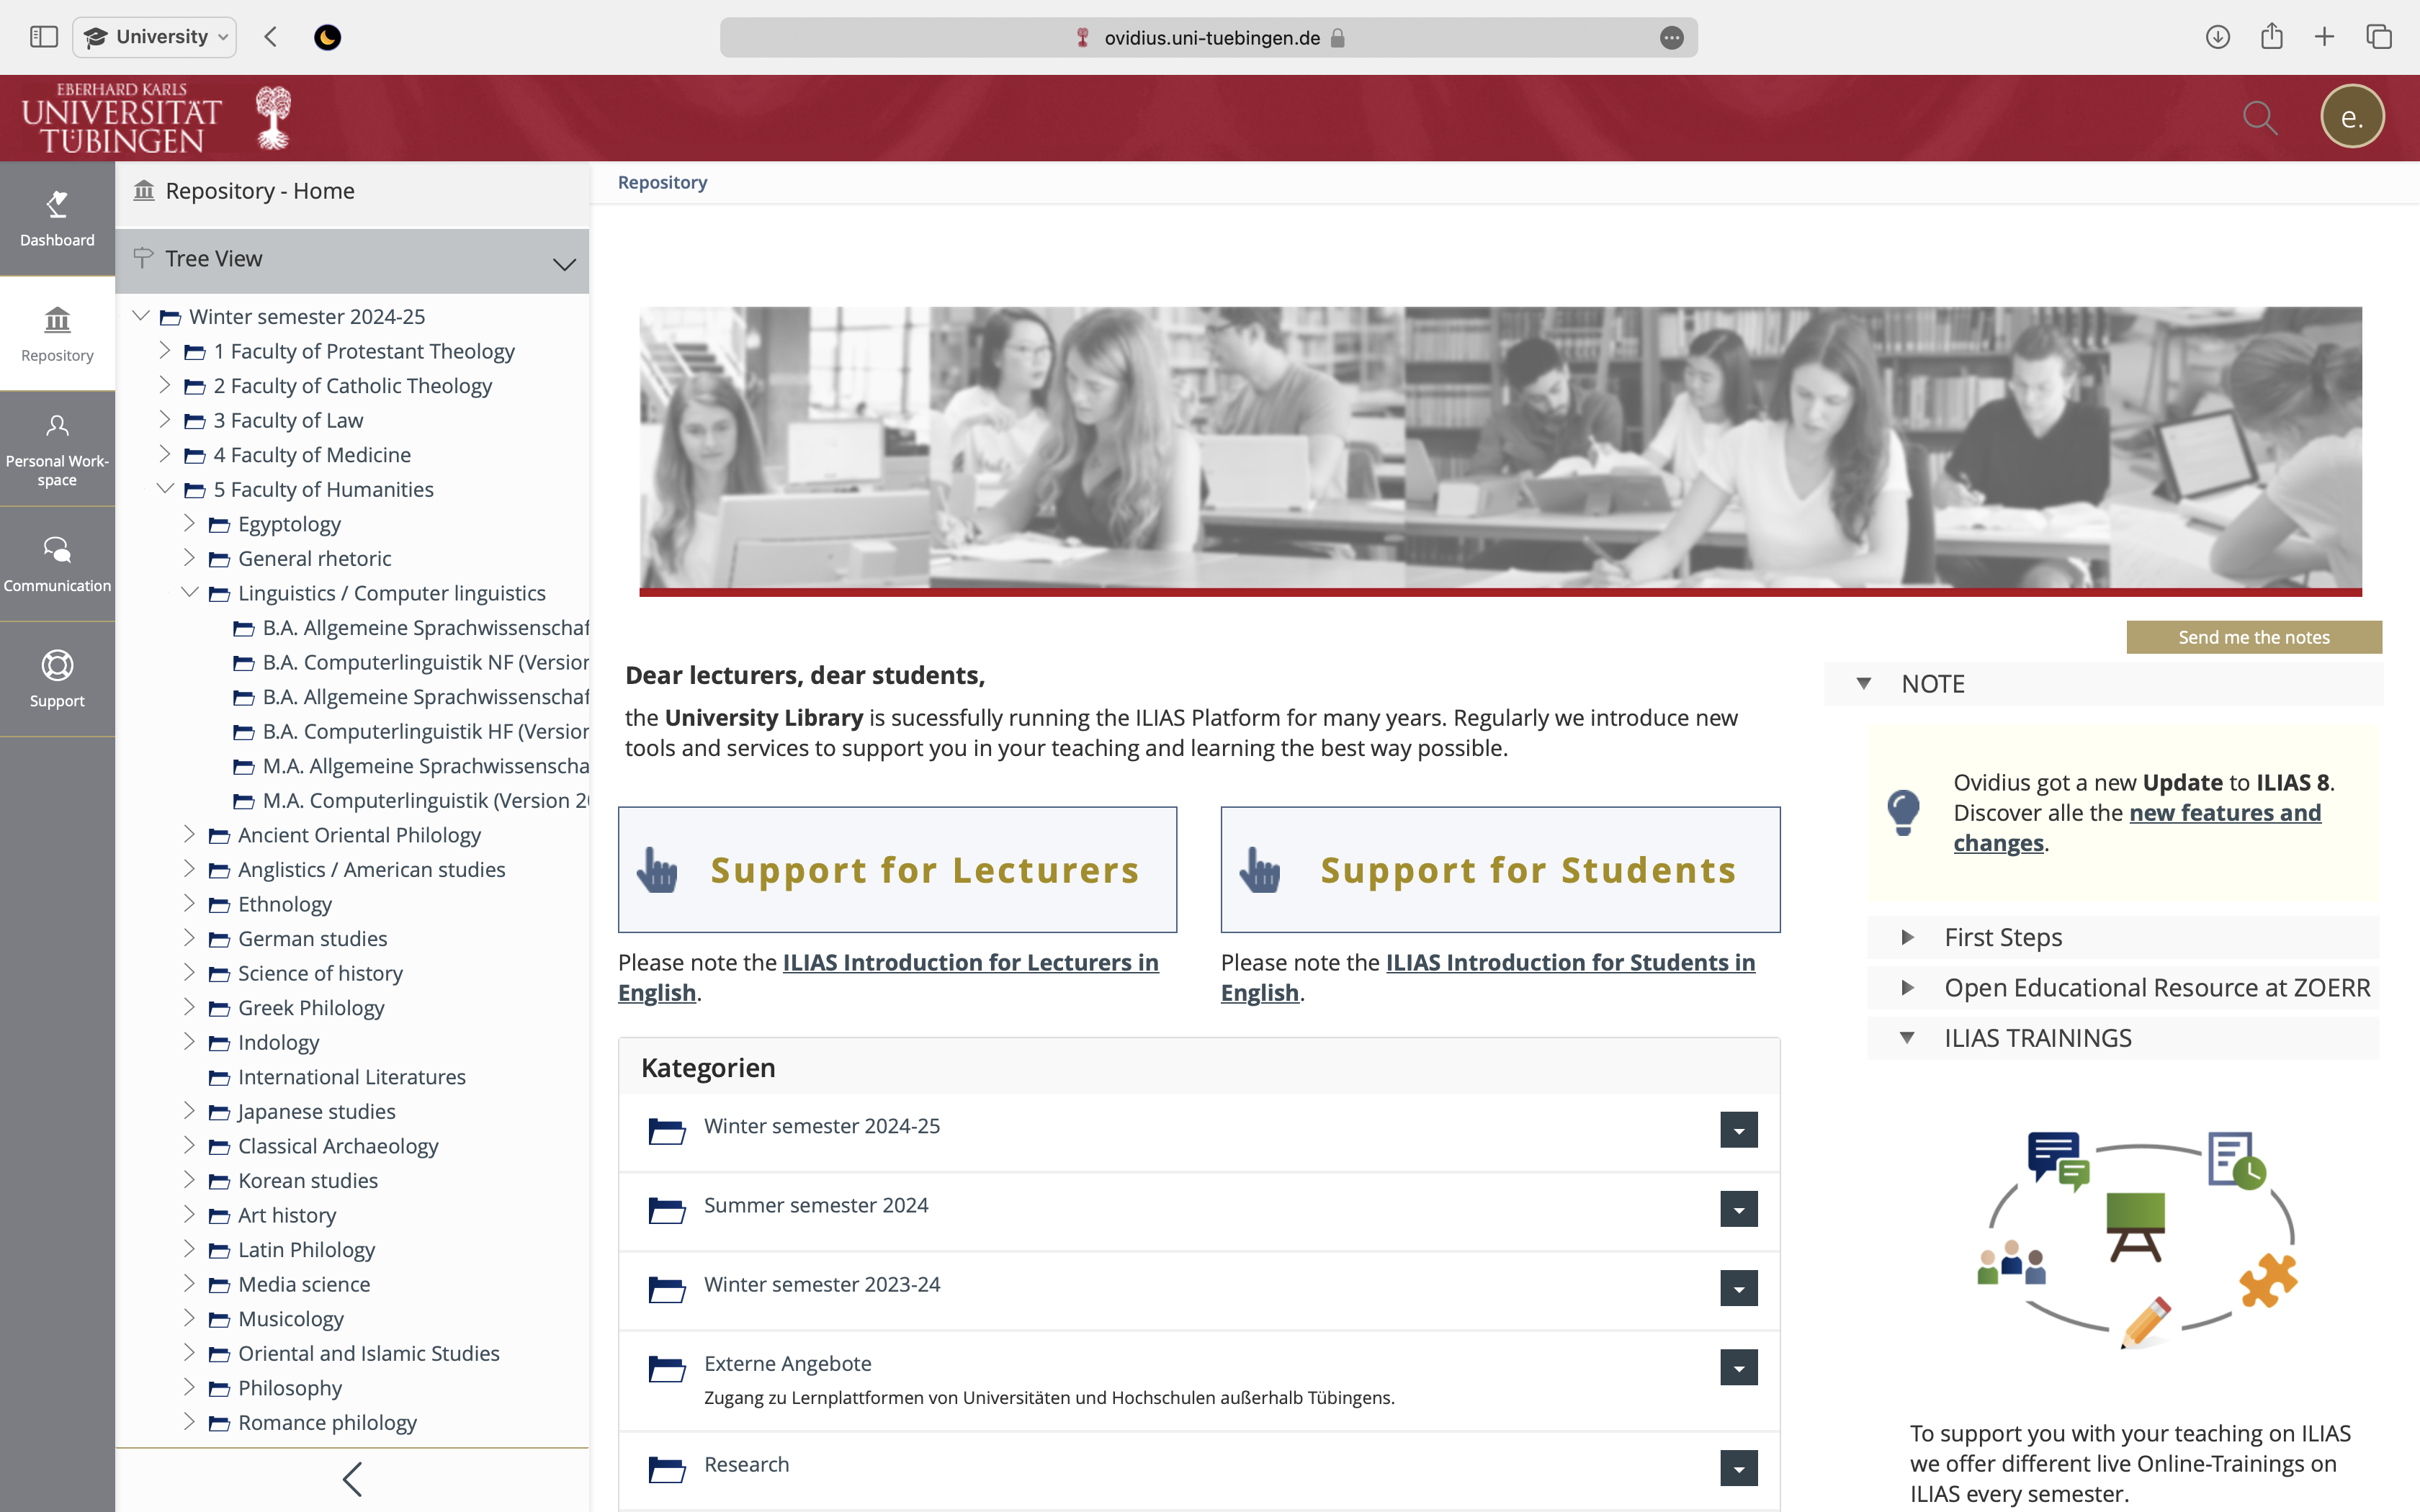 University
ovidius.uni-tuebingen.de
EBERHARD KARLS
UNIVERSITÄT
TÜBINGEN
e.
Dashboard
Repository
Personal Work-
space
Communication
Support
Repository - Home
Tree View
Winter semester 2024-25
1 Faculty of Protestant Theology
2 Faculty of Catholic Theology
3 Faculty of Law
4 Faculty of Medicine
5 Faculty of Humanities
Egyptology
General rhetoric
Linguistics / Computer linguistics
B.A. Allgemeine Sprachwissenschaf
B.A. Computerlinguistik NF (Version
B.A. Allgemeine Sprachwissenschaf
B.A. Computerlinguistik HF (Version
M.A. Allgemeine Sprachwissenscha
M.A. Computerlinguistik (Version 20
Ancient Oriental Philology
Anglistics / American studies
Ethnology
German studies
Science of history
Greek Philology
Indology
International Literatures
Japanese studies
Classical Archaeology
Korean studies
Art history
Latin Philology
Media science
Musicology
Oriental and Islamic Studies
Philosophy
Romance philology
Repository
Dear lecturers, dear students,
the University Library is sucessfully running the ILIAS Platform for many years. Regularly we introduce new
tools and services to support you in your teaching and learning the best way possible.
Support for Lecturers
Please note the ILIAS Introduction for Lecturers in
English.
Support for Students
Please note the ILIAS Introduction for Students in
English.
Kategorien
Winter semester 2024-25
Summer semester 2024
Winter semester 2023-24
Externe Angebote
Zugang zu Lernplattformen von Universitäten und Hochschulen außerhalb Tübingens.
Research
Send me the notes
NOTE
Ovidius got a new Update to ILIAS 8.
Discover alle the new features and
changes.
First Steps
Open Educational Resource at ZOERR
ILIAS TRAININGS
To support you with your teaching on ILIAS
we offer different live Online-Trainings on
ILIAS every semester.